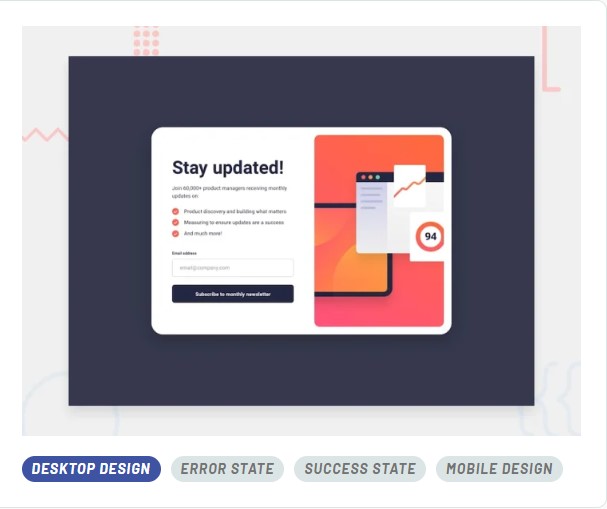 Stay updated!
Join 60,000+ product managers receiving monthly
updates on:
Product discovery and building what matters
Measuring to ensure updates are a success
And much more!
Email address
email@company.com
Subscribe to monthly newsletter
94
DESKTOP DESIGN
ERROR STATE
SUCCESS STATE
MOBILE DESIGN